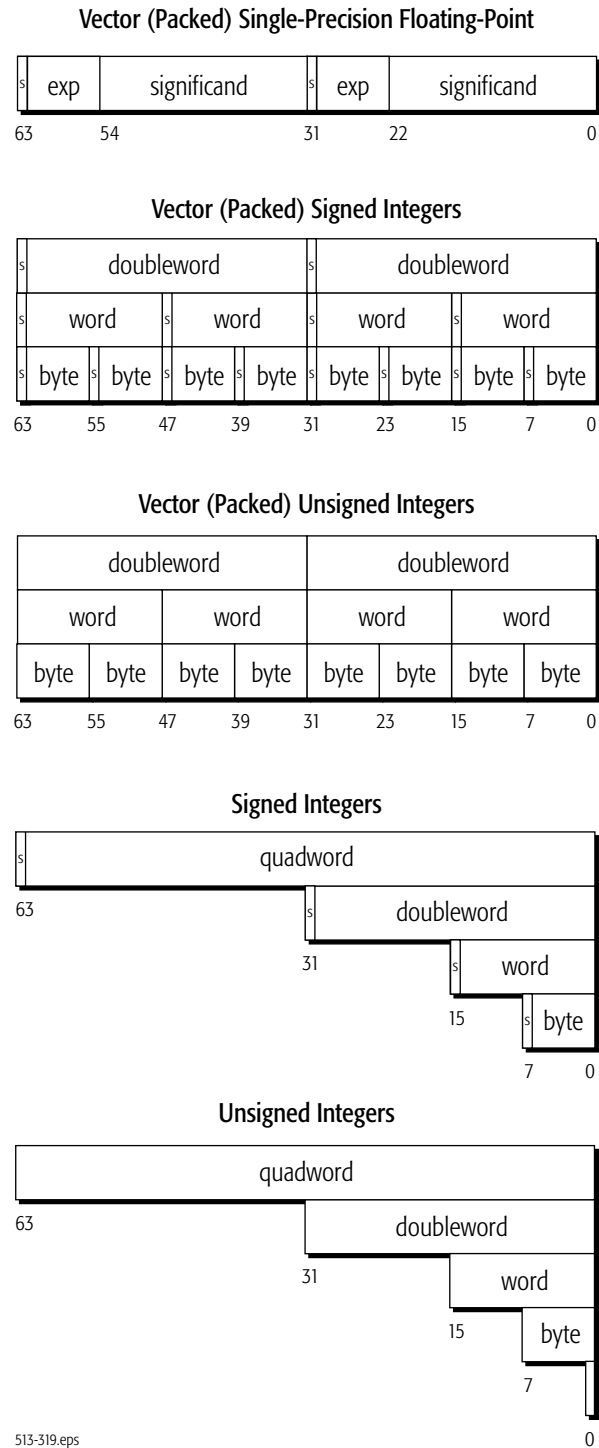 Vector (Packed) Single-Precision Floating-Point
s exp significand s exp significand
63 54 31 22 0
Vector (Packed) Signed Integers
s doubleword s doubleword
s word s word s word s word
s byte s byte s byte s byte s byte s byte s byte s byte
63 55 47 39 31 23 15 7 0
Vector (Packed) Unsigned Integers
doubleword doubleword
word word word word
byte byte byte byte byte byte byte byte
63 55 47 39 31 23 15 7 0
Signed Integers
s quadword
63 s doubleword
31 s word
15 s byte
7 0
Unsigned Integers
quadword
63 doubleword
31 word
15 byte
7
513-319.eps 0